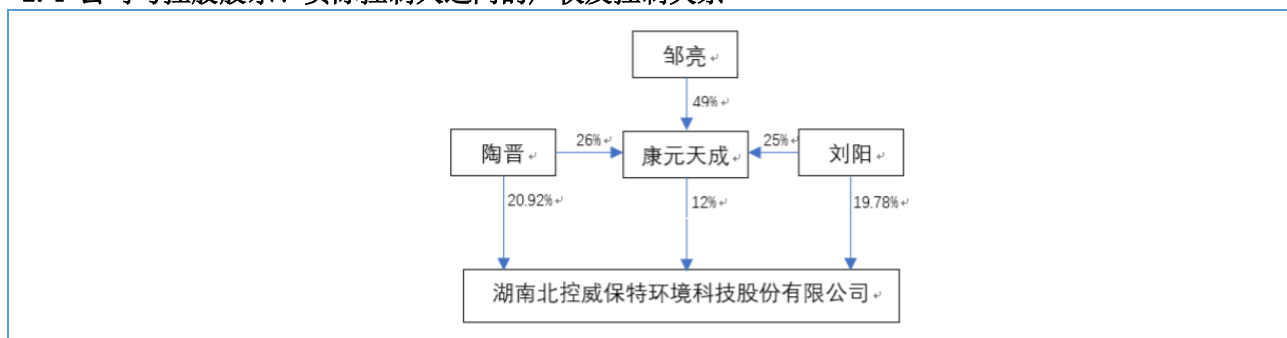 邹亮
49%
陶晋
26%
康元天成
25%
刘阳
20.92%
12%
19.78%
湖南北控威保特环境科技股份有限公司